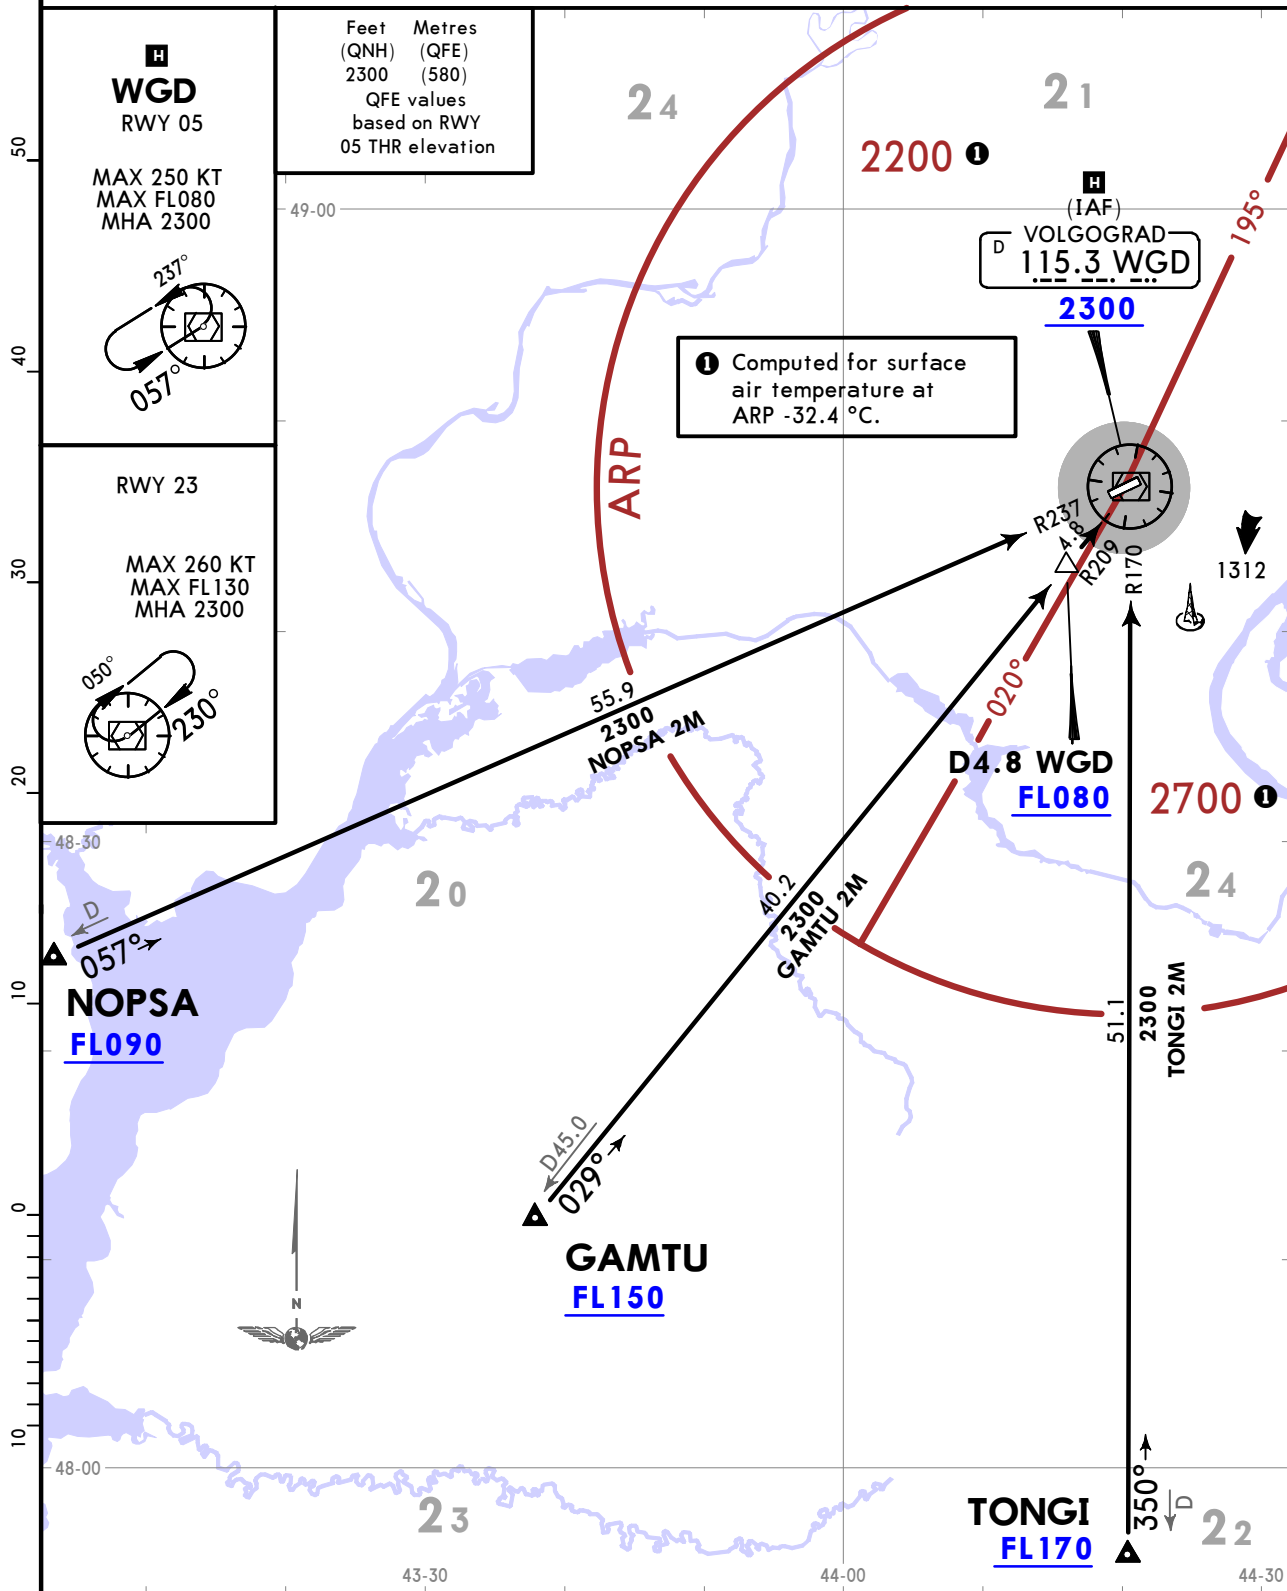 H
WGD
RWY 05
MAX 250 KT
MAX FL080
MHA 2300
237°
057°
RWY 23
MAX 260 KT
MAX FL130
MHA 2300
050°
230°
Feet Metres
(QNH) (QFE)
2300 (580)
QFE values
based on RWY
05 THR elevation
24
21
2200 1
49-00
H
(IAF)
VOLGOGRAD
D 115.3 WGD
2300
195°
1 Computed for surface
air temperature at
ARP -32.4 °C.
ARP
R237
4.8
R209
R170
1312
020°
55.9
2300
NOPSA 2M
D4.8 WGD
FL080
2700 1
48-30
20
24
40.2
2300
GAMTU 2M
D
057°
NOPSA
FL090
51.1
2300
TONGI 2M
D45.0
029°
GAMTU
FL150
N
48-00
23
350°
D
TONGI
FL170
22
43-30
44-00
44-30
50
40
30
20
10
0
10